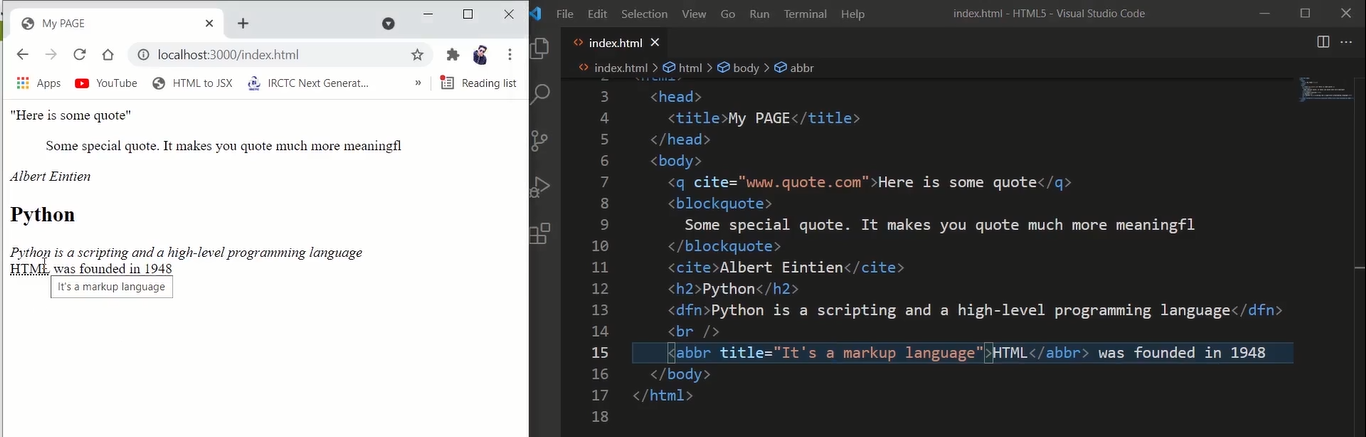 My PAGE
localhost:3000/index.html
Apps YouTube HTML to JSX IRCTC Next Generat... » Reading list
"Here is some quote"
Some special quote. It makes you quote much more meaningfl
Albert Eintien
Python
Python is a scripting and a high-level programming language
HTML was founded in 1948
It's a markup language
File Edit Selection View Go Run Terminal Help index.html - HTML5 - Visual Studio Code
index.html
index.html > html > body > abbr
2 <html>
3 <head>
4 <title>My PAGE</title>
5 </head>
6 <body>
7 <q cite="www.quote.com">Here is some quote</q>
8 <blockquote>
9 Some special quote. It makes you quote much more meaningfl
10 </blockquote>
11 <cite>Albert Eintien</cite>
12 <h2>Python</h2>
13 <dfn>Python is a scripting and a high-level programming language</dfn>
14 <br />
15 <abbr title="It's a markup language">HTML</abbr> was founded in 1948
16 </body>
17 </html>
18